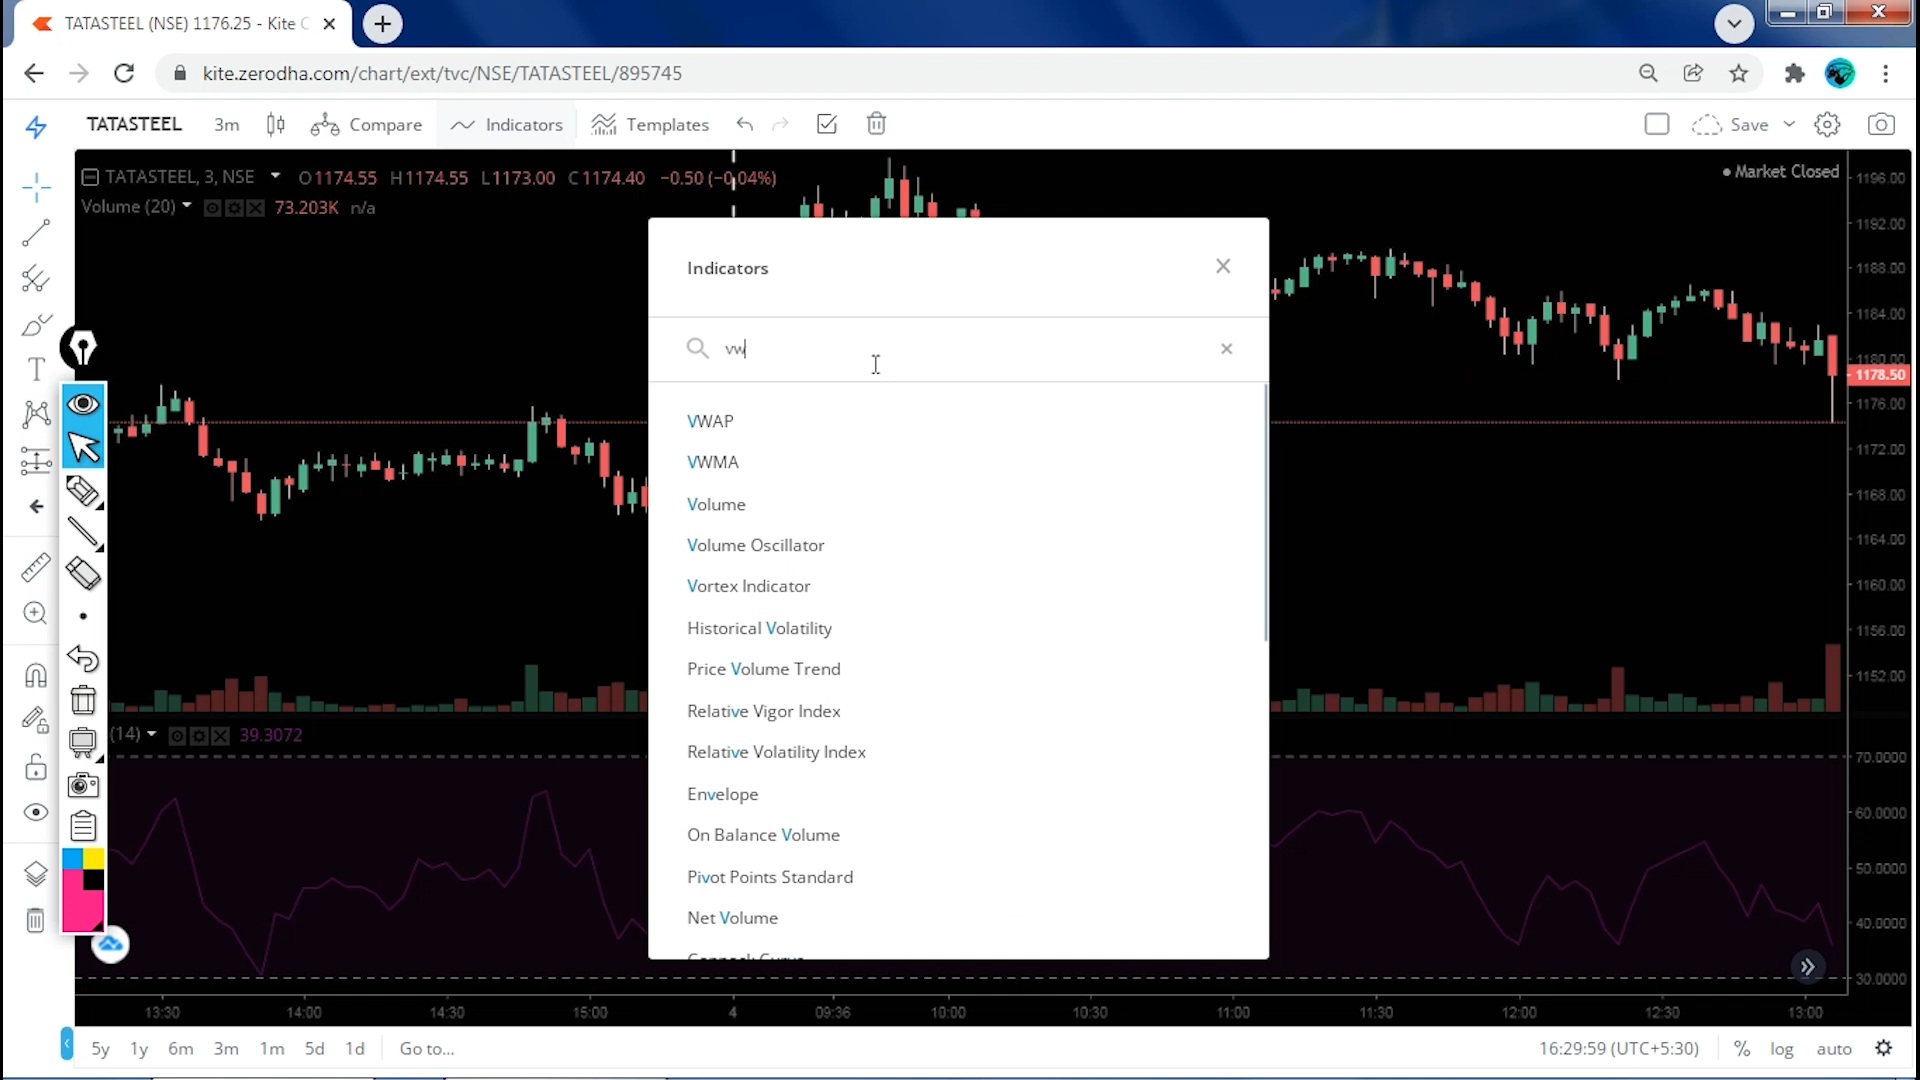 TATASTEEL (NSE) 1176.25 - Kite C
kite.zerodha.com/chart/ext/tvc/NSE/TATASTEEL/895745
TATASTEEL 3m Compare Indicators Templates Save
TATASTEEL, 3, NSE O1174.55 H1174.55 L1173.00 C1174.40 −0.50 (−0.04%)
Market Closed
Volume (20) 73.203K n/a
Indicators
vw
VWAP
VWMA
Volume
Volume Oscillator
Vortex Indicator
Historical Volatility
Price Volume Trend
Relative Vigor Index
Relative Volatility Index
Envelope
On Balance Volume
Pivot Points Standard
Net Volume
1196.00
1192.00
1188.00
1184.00
1180.00
1178.50
1176.00
1172.00
1168.00
1164.00
1160.00
1156.00
1152.00
(14) 39.3072
70.0000
60.0000
50.0000
40.0000
30.0000
13:30 14:00 14:30 15:00 4 09:36 10:00 10:30 11:00 11:30 12:00 12:30 13:00
5y 1y 6m 3m 1m 5d 1d Go to... 16:29:59 (UTC+5:30) % log auto